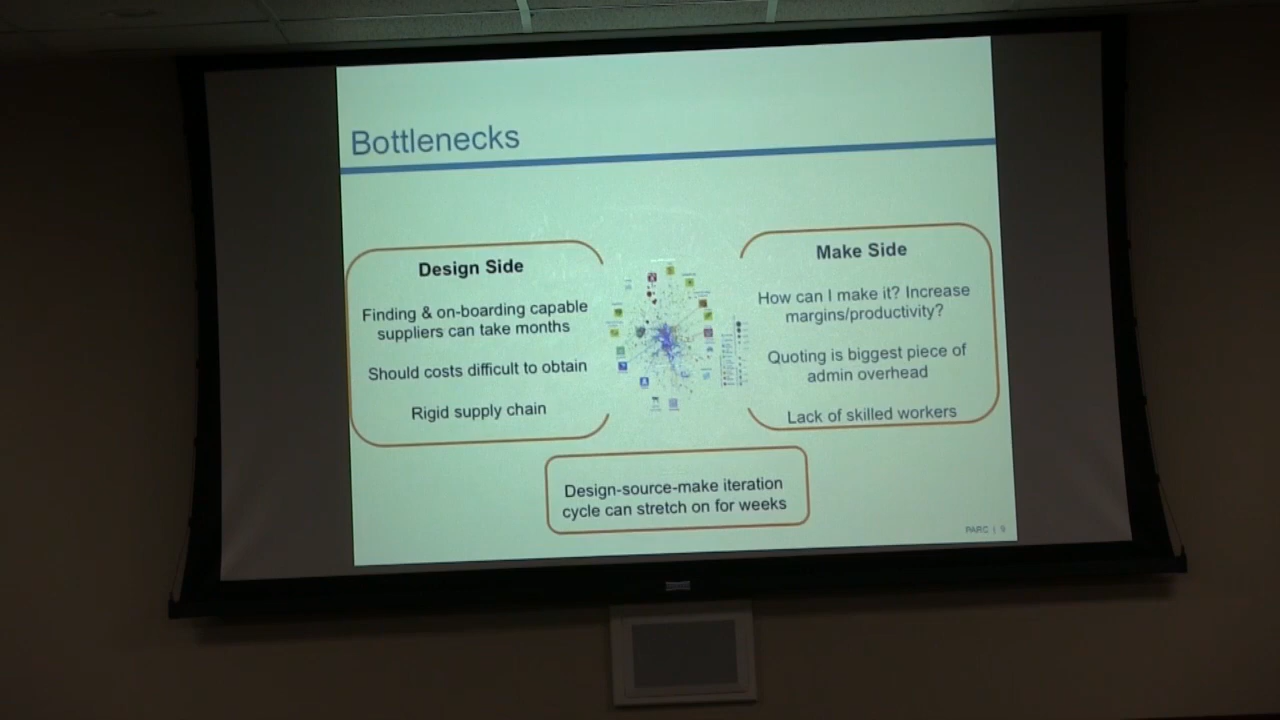 Bottlenecks
Design Side
Finding & on-boarding capable
suppliers can take months
Should costs difficult to obtain
Rigid supply chain
Make Side
How can I make it? Increase
margins/productivity?
Quoting is biggest piece of
admin overhead
Lack of skilled workers
Design-source-make iteration
cycle can stretch on for weeks
PARC | 9